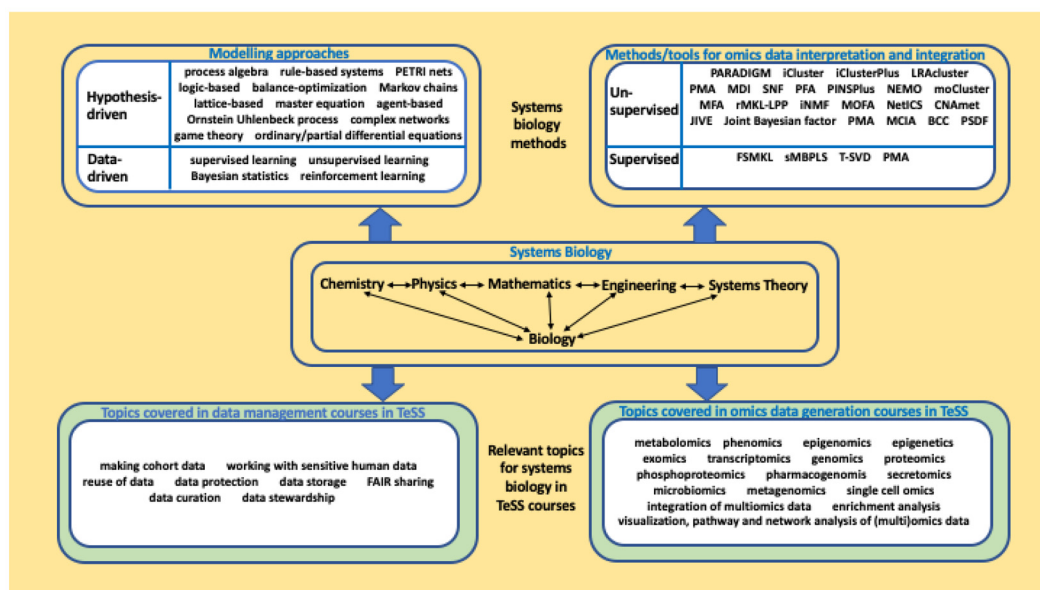 Modelling approaches
Hypothesis-
driven
process algebra rule-based systems PETRI nets
logic-based balance-optimization Markov chains
lattice-based master equation agent-based
Ornstein Uhlenbeck process complex networks
game theory ordinary/partial differential equations
Data-
driven
supervised learning unsupervised learning
Bayesian statistics reinforcement learning
Systems
biology
methods
Methods/tools for omics data interpretation and integration
Un-
supervised
PARADIGM iCluster iClusterPlus LRAcluster
PMA MDI SNF PFA PINSPlus NEMO moCluster
MFA rMKL-LPP iNMF MOFA NetICS CNAmet
JIVE Joint Bayesian factor PMA MCIA BCC PSDF
Supervised
FSMKL sMBPLS T-SVD PMA
Systems Biology
Chemistry Physics Mathematics Engineering Systems Theory
Biology
Topics covered in data management courses in TeSS
making cohort data working with sensitive human data
reuse of data data protection data storage FAIR sharing
data curation data stewardship
Relevant topics
for systems
biology in
TeSS courses
Topics covered in omics data generation courses in TeSS
metabolomics phenomics epigenomics epigenetics
exomics transcriptomics genomics proteomics
phosphoproteomics pharmacogenomis secretomics
microbiomics metagenomics single cell omics
integration of multiomics data enrichment analysis
visualization, pathway and network analysis of (multi)omics data